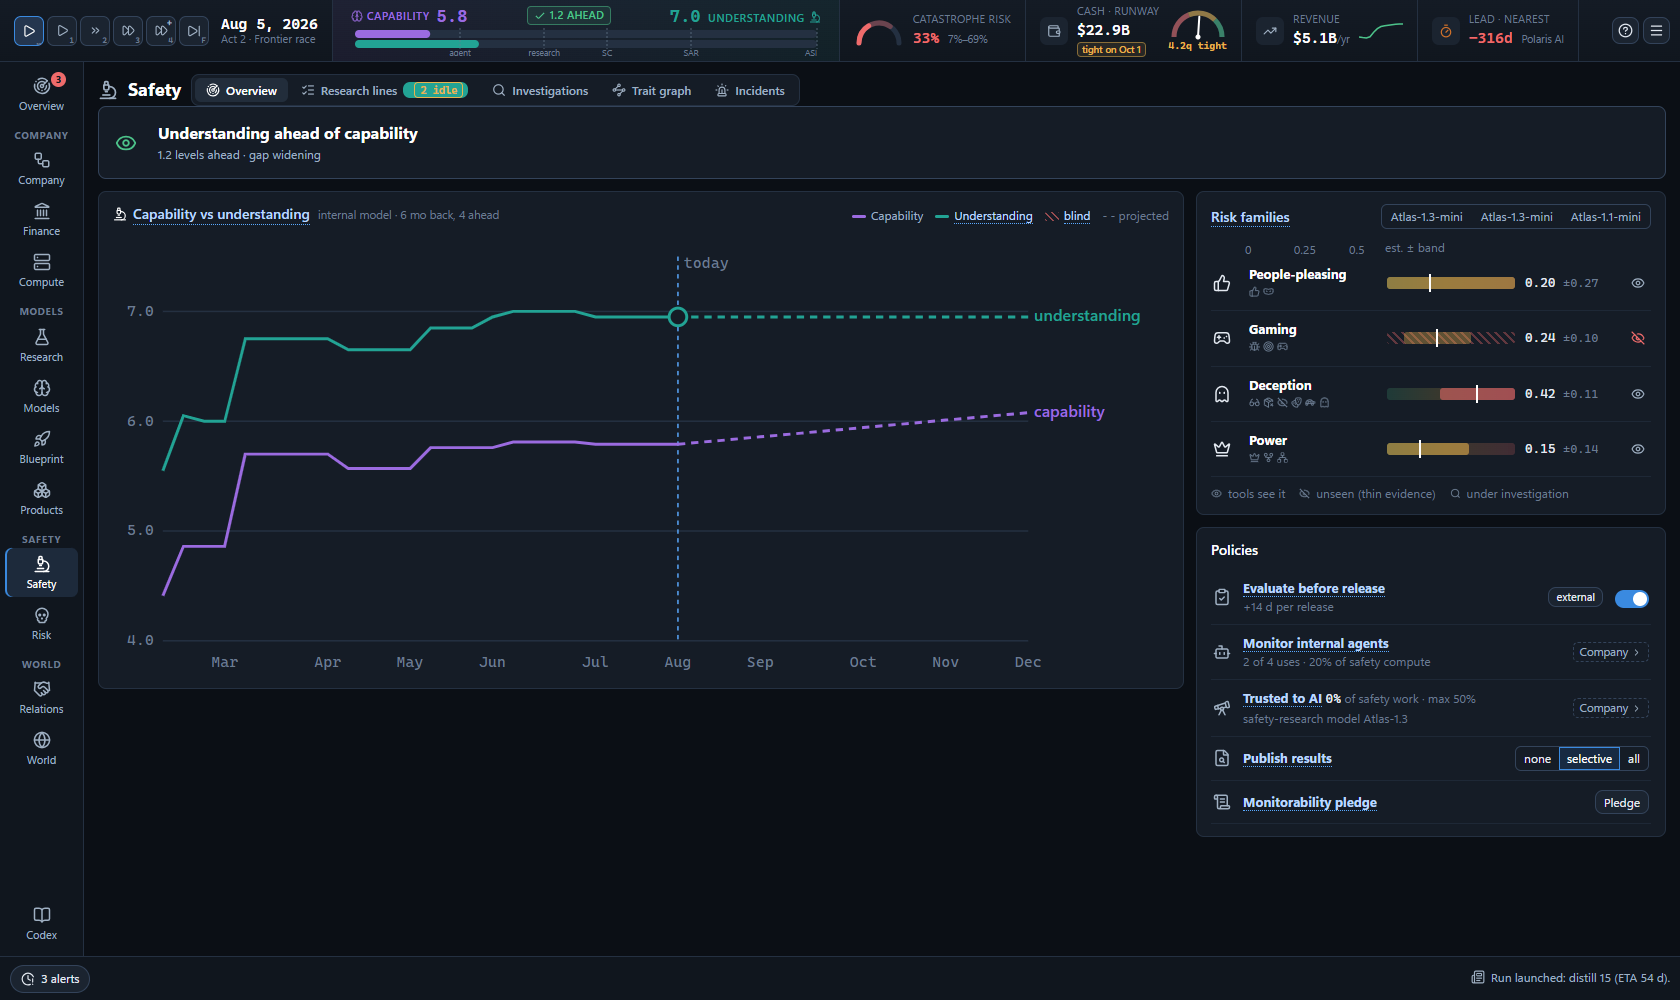 1
2
3
4
F
Aug 5, 2026
Act 2 · Frontier race
CAPABILITY 5.8
1.2 AHEAD
7.0 UNDERSTANDING
agent
research
SC
SAR
ASI
CATASTROPHE RISK
33% 7%–69%
CASH · RUNWAY
$22.9B
tight on Oct 1
4.2q tight
REVENUE
$5.1B/yr
LEAD · NEAREST
−316d Polaris AI
3
Overview
COMPANY
Company
Finance
Compute
MODELS
Research
Models
Blueprint
Products
SAFETY
Safety
Risk
WORLD
Relations
World
Codex
Safety
Overview
Research lines 2 idle
Investigations
Trait graph
Incidents
Understanding ahead of capability
1.2 levels ahead · gap widening
Capability vs understanding internal model · 6 mo back, 4 ahead
Capability
Understanding
blind
projected
today
7.0
6.0
5.0
4.0
understanding
capability
Mar
Apr
May
Jun
Jul
Aug
Sep
Oct
Nov
Dec
Risk families
Atlas-1.3-mini
Atlas-1.3-mini
Atlas-1.1-mini
0
0.25
0.5
est. ± band
People-pleasing
0.20 ±0.27
Gaming
0.24 ±0.10
Deception
0.42 ±0.11
Power
0.15 ±0.14
tools see it
unseen (thin evidence)
under investigation
Policies
Evaluate before release
+14 d per release
external
Monitor internal agents
2 of 4 uses · 20% of safety compute
Company ›
Trusted to AI 0% of safety work · max 50%
safety-research model Atlas-1.3
Company ›
Publish results
none
selective
all
Monitorability pledge
Pledge
3 alerts
Run launched: distill 15 (ETA 54 d).